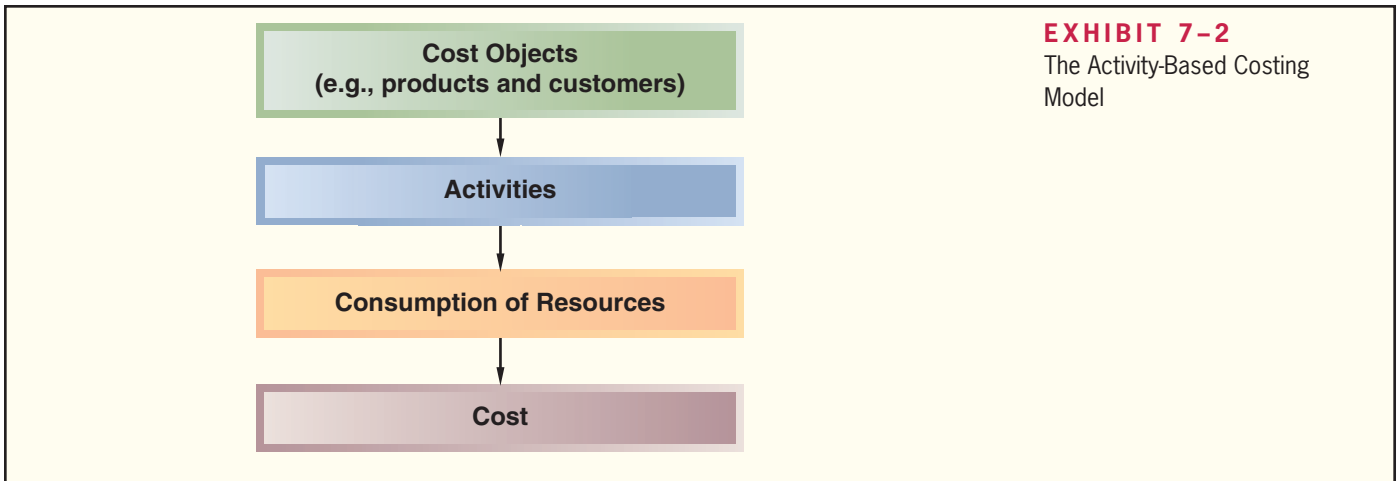 Cost Objects
(e.g., products and customers)
Activities
Consumption of Resources
Cost
EXHIBIT 7–2
The Activity-Based Costing
Model